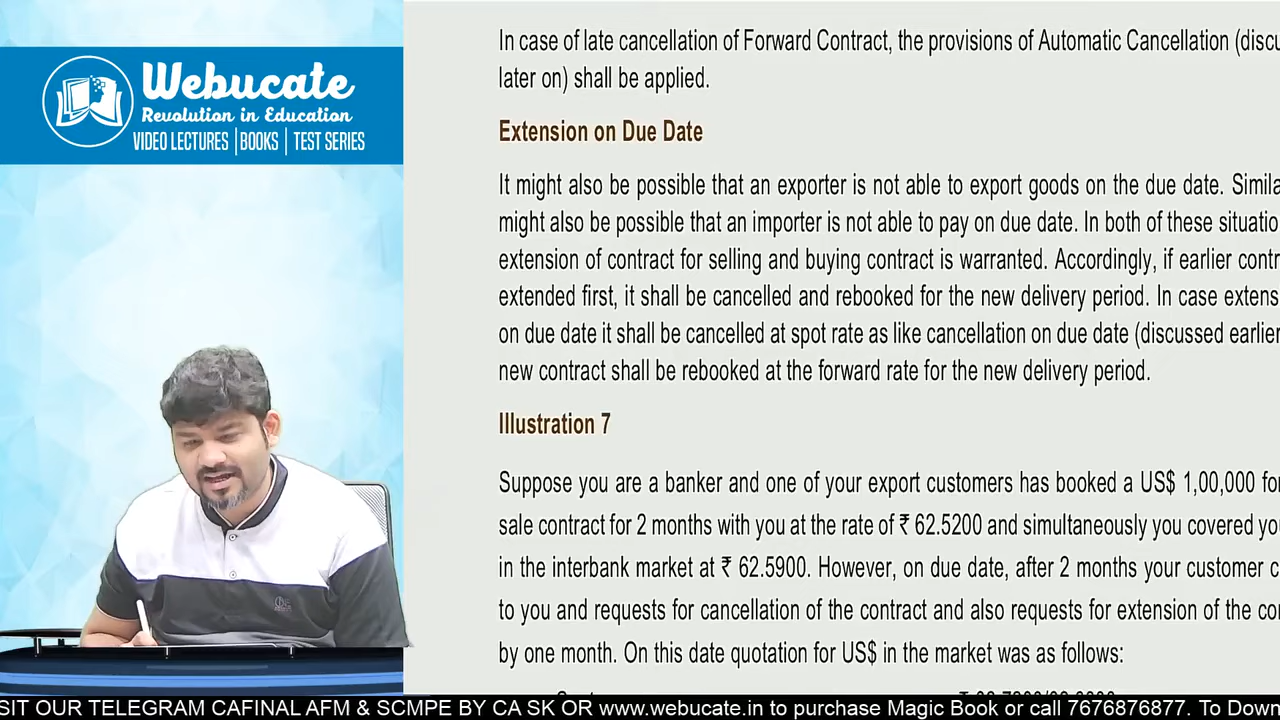 Webucate
Revolution in Education
VIDEO LECTURES | BOOKS | TEST SERIES
In case of late cancellation of Forward Contract, the provisions of Automatic Cancellation (discu
later on) shall be applied.
Extension on Due Date
It might also be possible that an exporter is not able to export goods on the due date. Simila
might also be possible that an importer is not able to pay on due date. In both of these situatio
extension of contract for selling and buying contract is warranted. Accordingly, if earlier contr
extended first, it shall be cancelled and rebooked for the new delivery period. In case extens
on due date it shall be cancelled at spot rate as like cancellation on due date (discussed earlier
new contract shall be rebooked at the forward rate for the new delivery period.
Illustration 7
Suppose you are a banker and one of your export customers has booked a US$ 1,00,000 for
sale contract for 2 months with you at the rate of ₹ 62.5200 and simultaneously you covered yo
in the interbank market at ₹ 62.5900. However, on due date, after 2 months your customer c
to you and requests for cancellation of the contract and also requests for extension of the co
by one month. On this date quotation for US$ in the market was as follows:
SIT OUR TELEGRAM CAFINAL AFM & SCMPE BY CA SK OR www.webucate.in to purchase Magic Book or call 7676876877. To Down